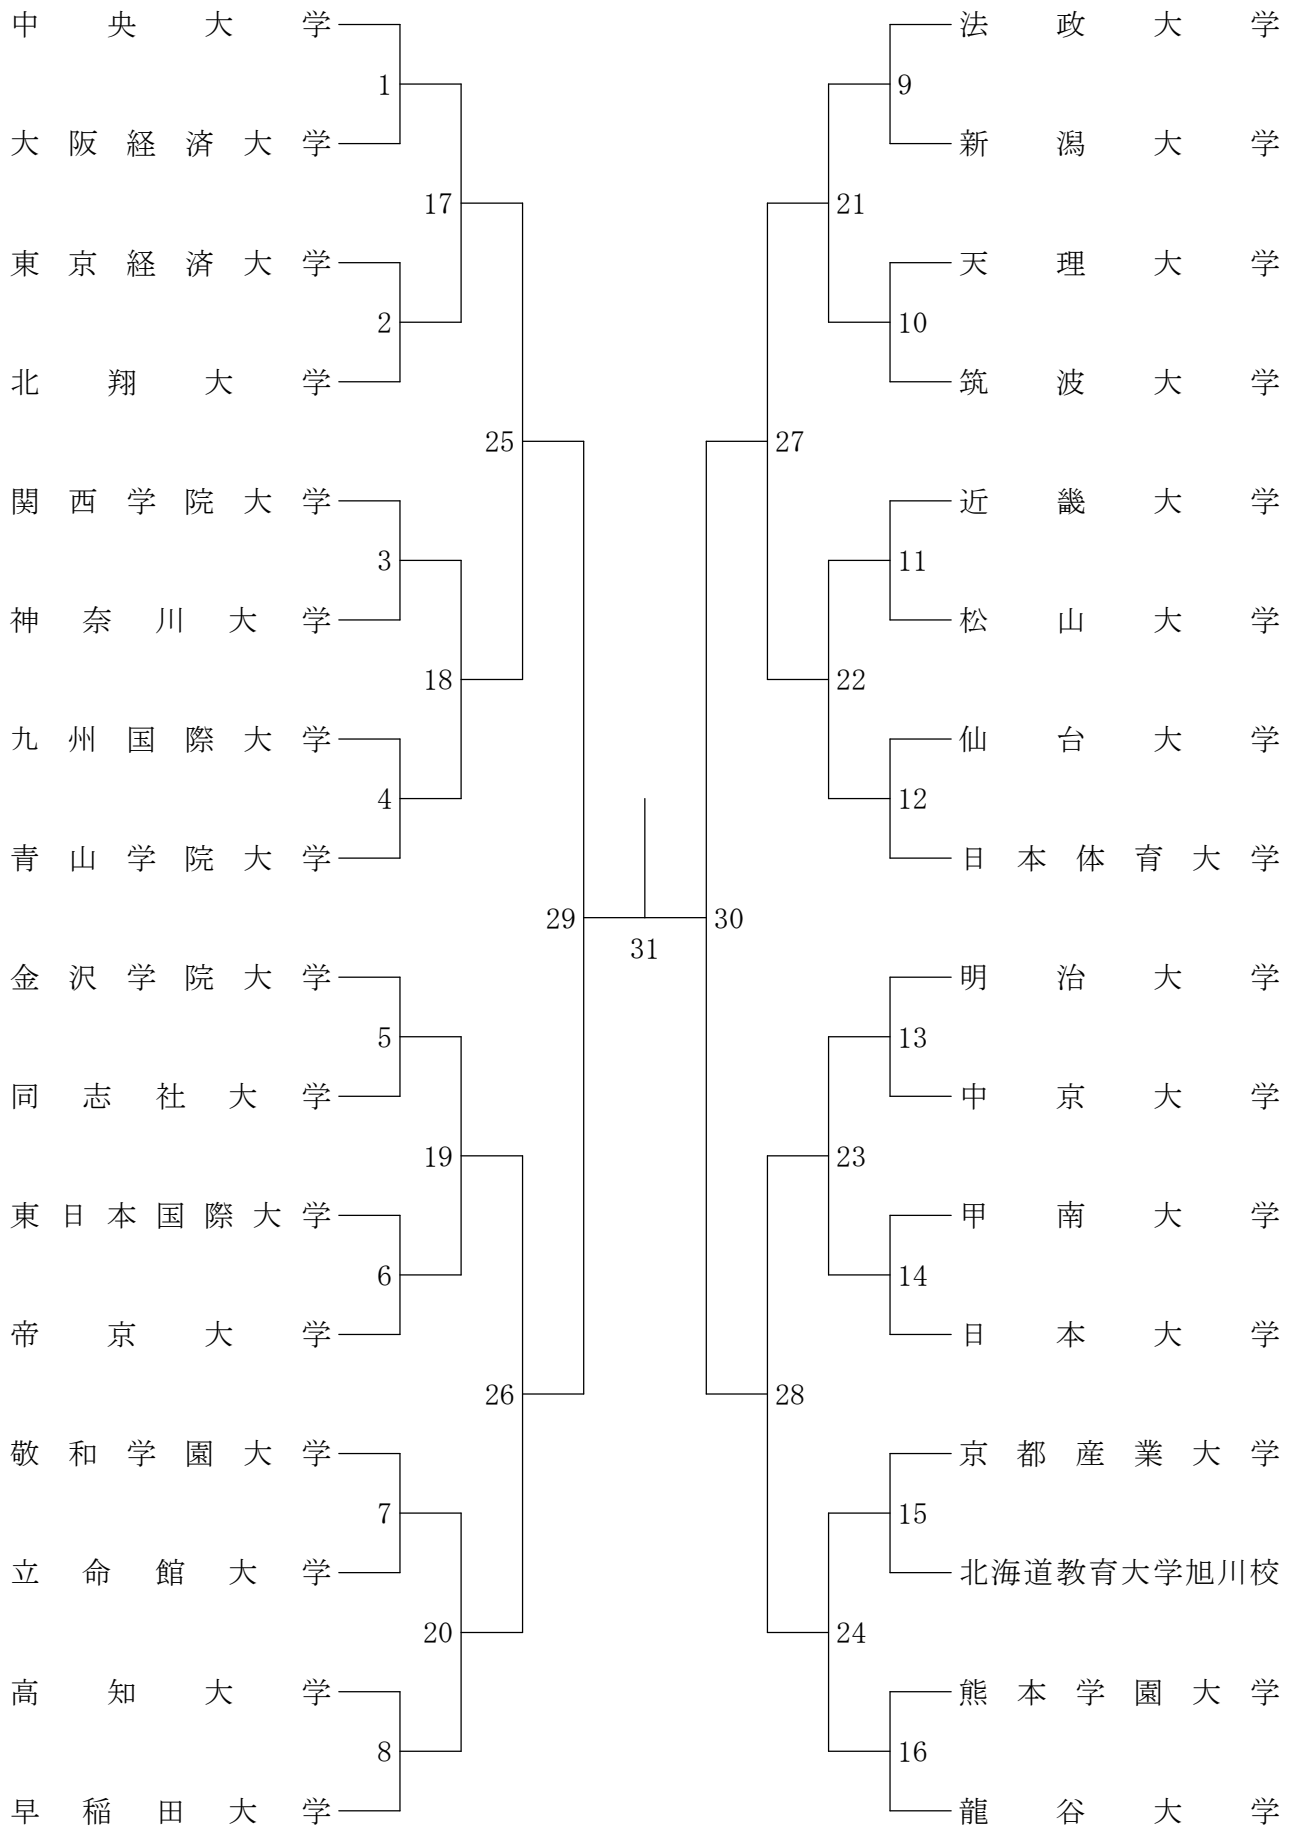 中央大学
1
大阪経済大学
17
東京経済大学
2
北翔大学
25
関西学院大学
3
神奈川大学
18
九州国際大学
4
青山学院大学
29
31
金沢学院大学
5
同志社大学
19
東日本国際大学
6
帝京大学
26
敬和学園大学
7
立命館大学
20
高知大学
8
早稲田大学
法政大学
9
新潟大学
21
天理大学
10
筑波大学
27
近畿大学
11
松山大学
22
仙台大学
12
日本体育大学
30
明治大学
13
中京大学
23
甲南大学
14
日本大学
28
京都産業大学
15
北海道教育大学旭川校
24
熊本学園大学
16
龍谷大学